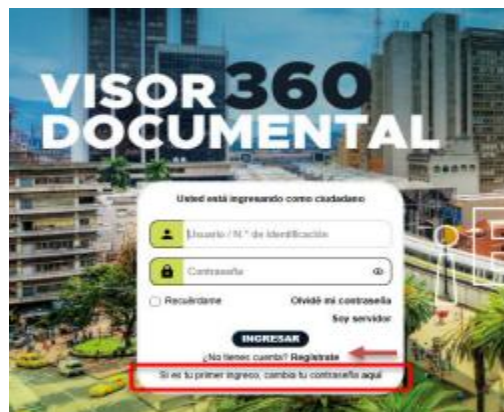 VISOR 360
DOCUMENTAL
Usted está ingresando como ciudadano
Usuario / N.° de Identificación
Contraseña
Recuérdame
Olvidé mi contraseña
Soy servidor
INGRESAR
¿No tienes cuenta? Regístrate
Si es tu primer ingreso, cambia tu contraseña aquí
¡E